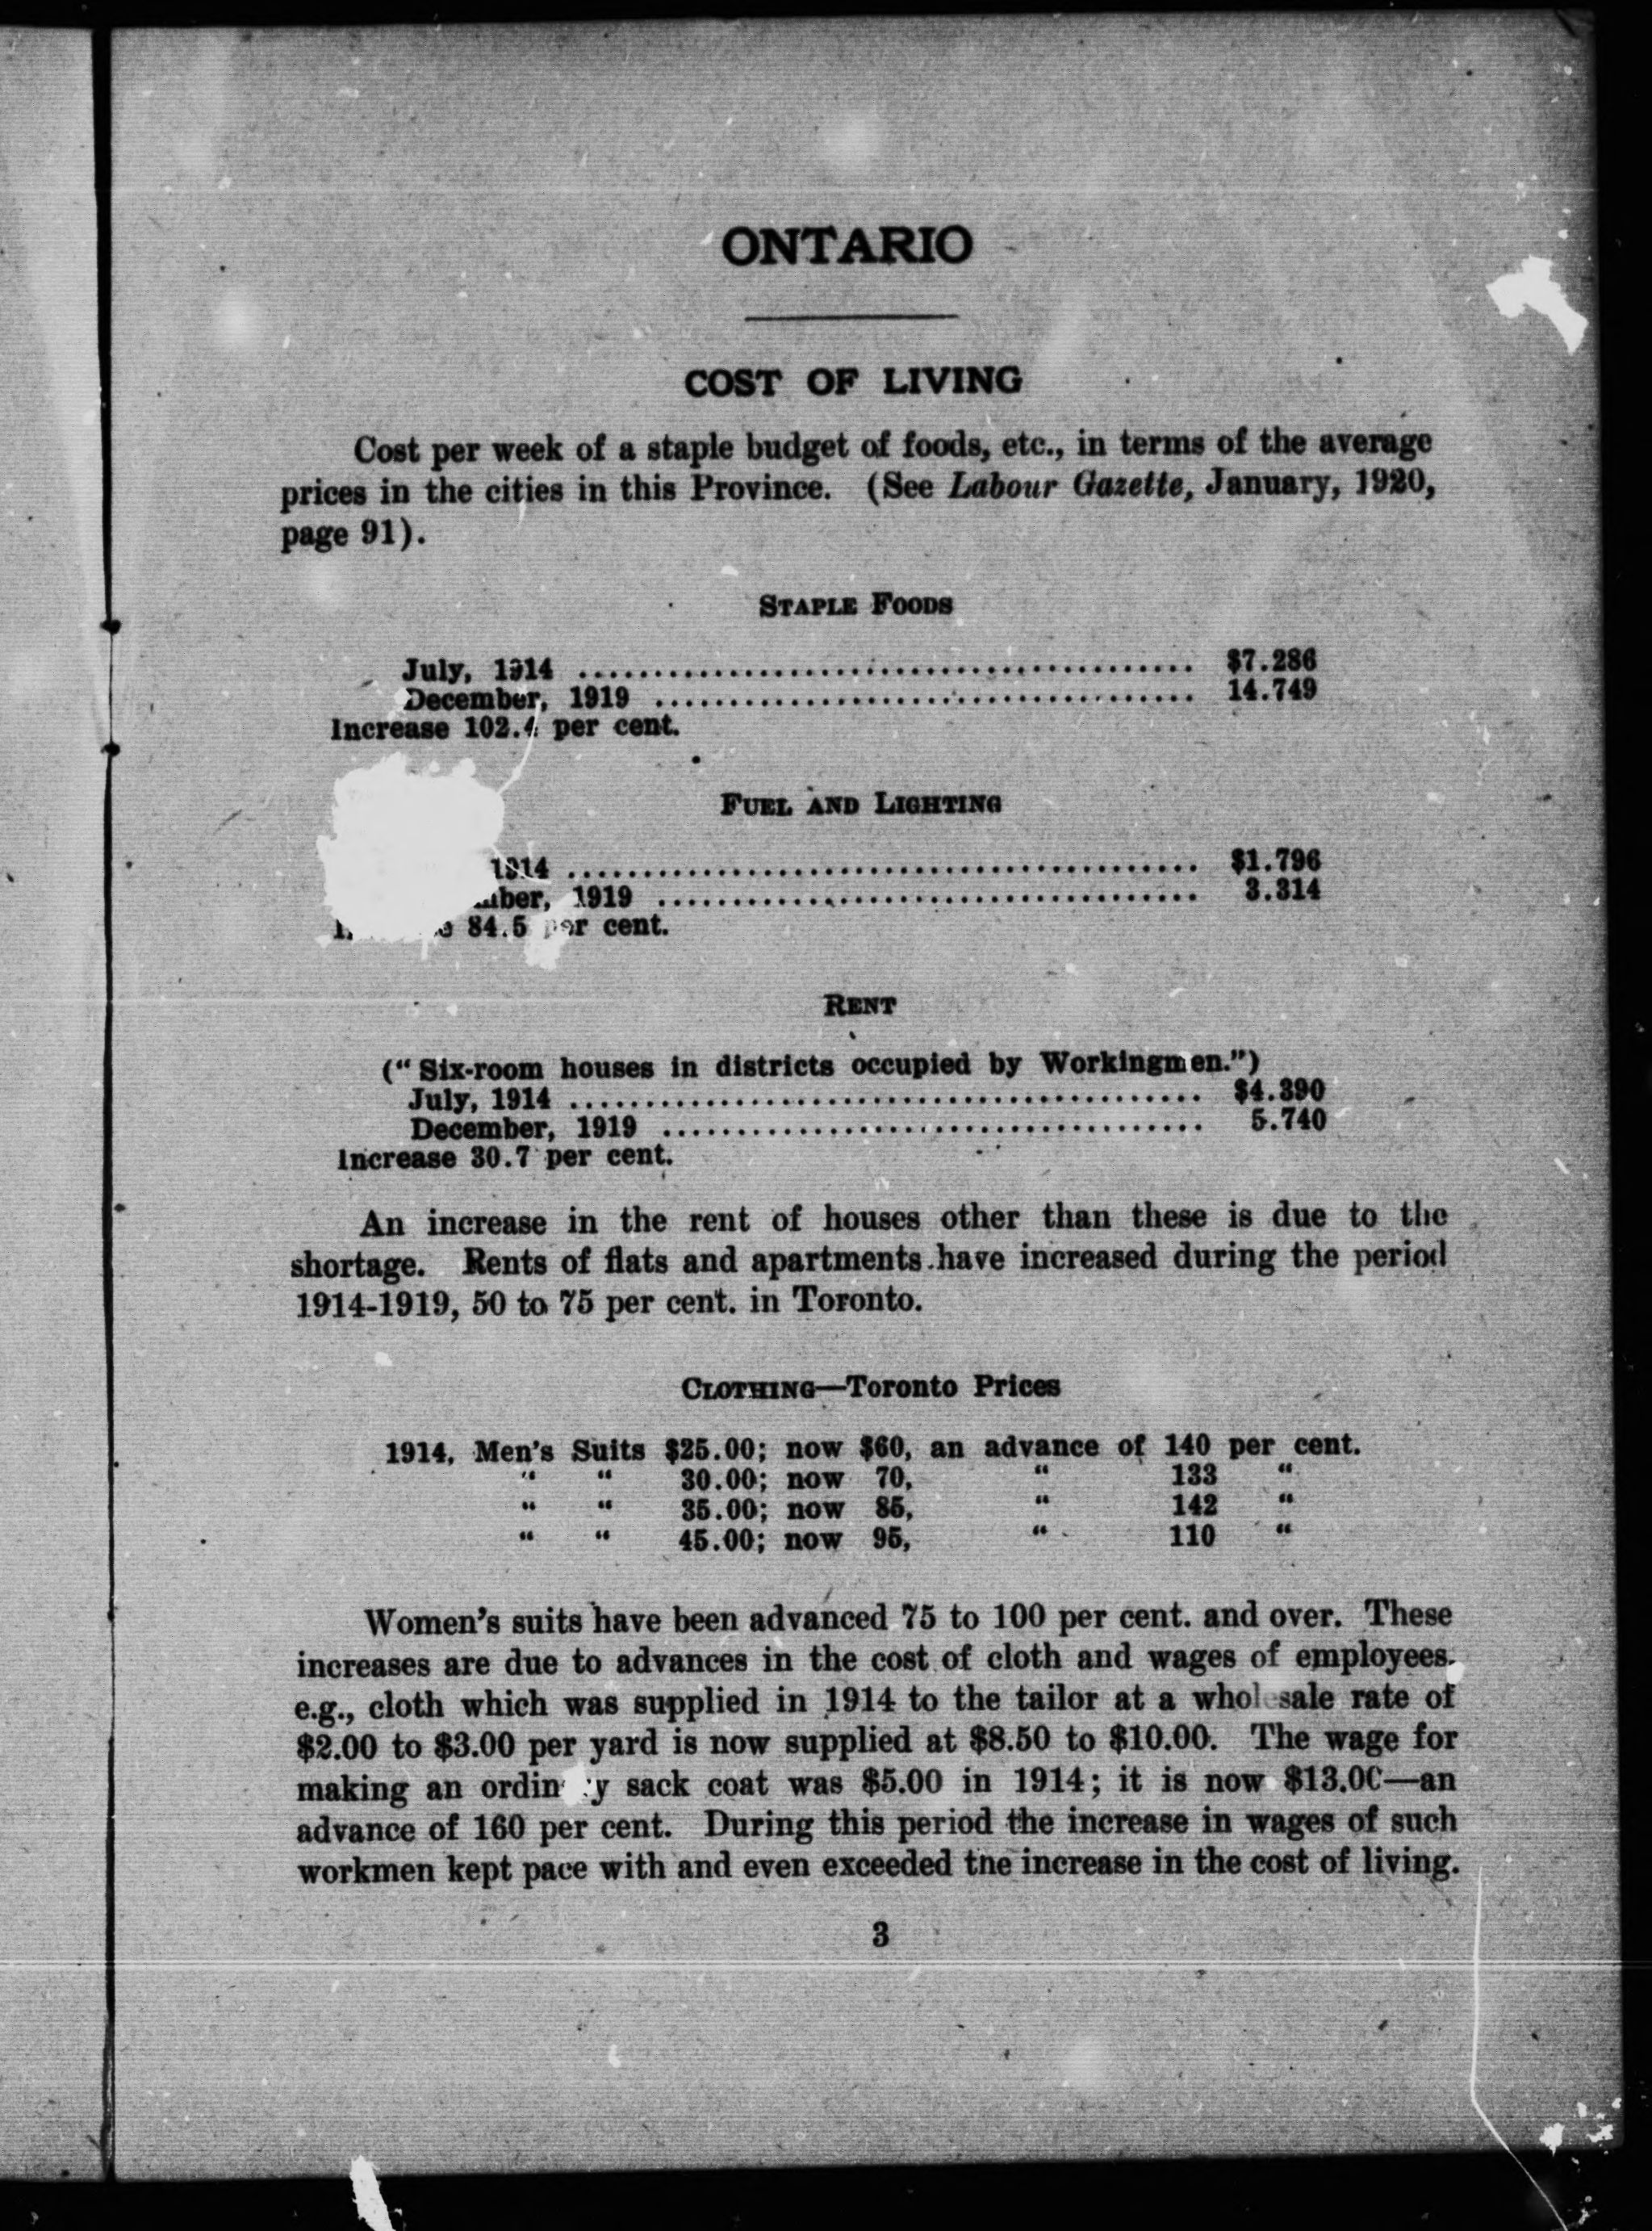 ONTARIO
COST OF LIVING
Cost per week of a staple budget of foods, etc., in terms of the average
prices in the cities in this Province. (See Labour Gazette, January, 1920,
page 91).
STAPLE FOODS
July, 1914 ........................................ $7.286
December, 1919 ................................... 14.749
Increase 102.4 per cent.
FUEL AND LIGHTING
1914 ........................................ $1.796
1919 ................................... 3.314
84.5 per cent.
RENT
("Six-room houses in districts occupied by Workingmen.")
July, 1914 ......................................... $4.390
December, 1919 ................................... 5.740
Increase 30.7 per cent.
An increase in the rent of houses other than these is due to the
shortage. Rents of flats and apartments have increased during the period
1914-1919, 50 to 75 per cent. in Toronto.
CLOTHING—Toronto Prices
1914, Men's Suits $25.00; now $60, an advance of 140 per cent.
" " 30.00; now 70, " 133 "
" " 35.00; now 85, " 142 "
" " 45.00; now 95, " 110 "
Women's suits have been advanced 75 to 100 per cent. and over. These
increases are due to advances in the cost of cloth and wages of employees.
e.g., cloth which was supplied in 1914 to the tailor at a wholesale rate of
$2.00 to $3.00 per yard is now supplied at $8.50 to $10.00. The wage for
making an ordinary sack coat was $5.00 in 1914; it is now $13.00—an
advance of 160 per cent. During this period the increase in wages of such
workmen kept pace with and even exceeded the increase in the cost of living.
3